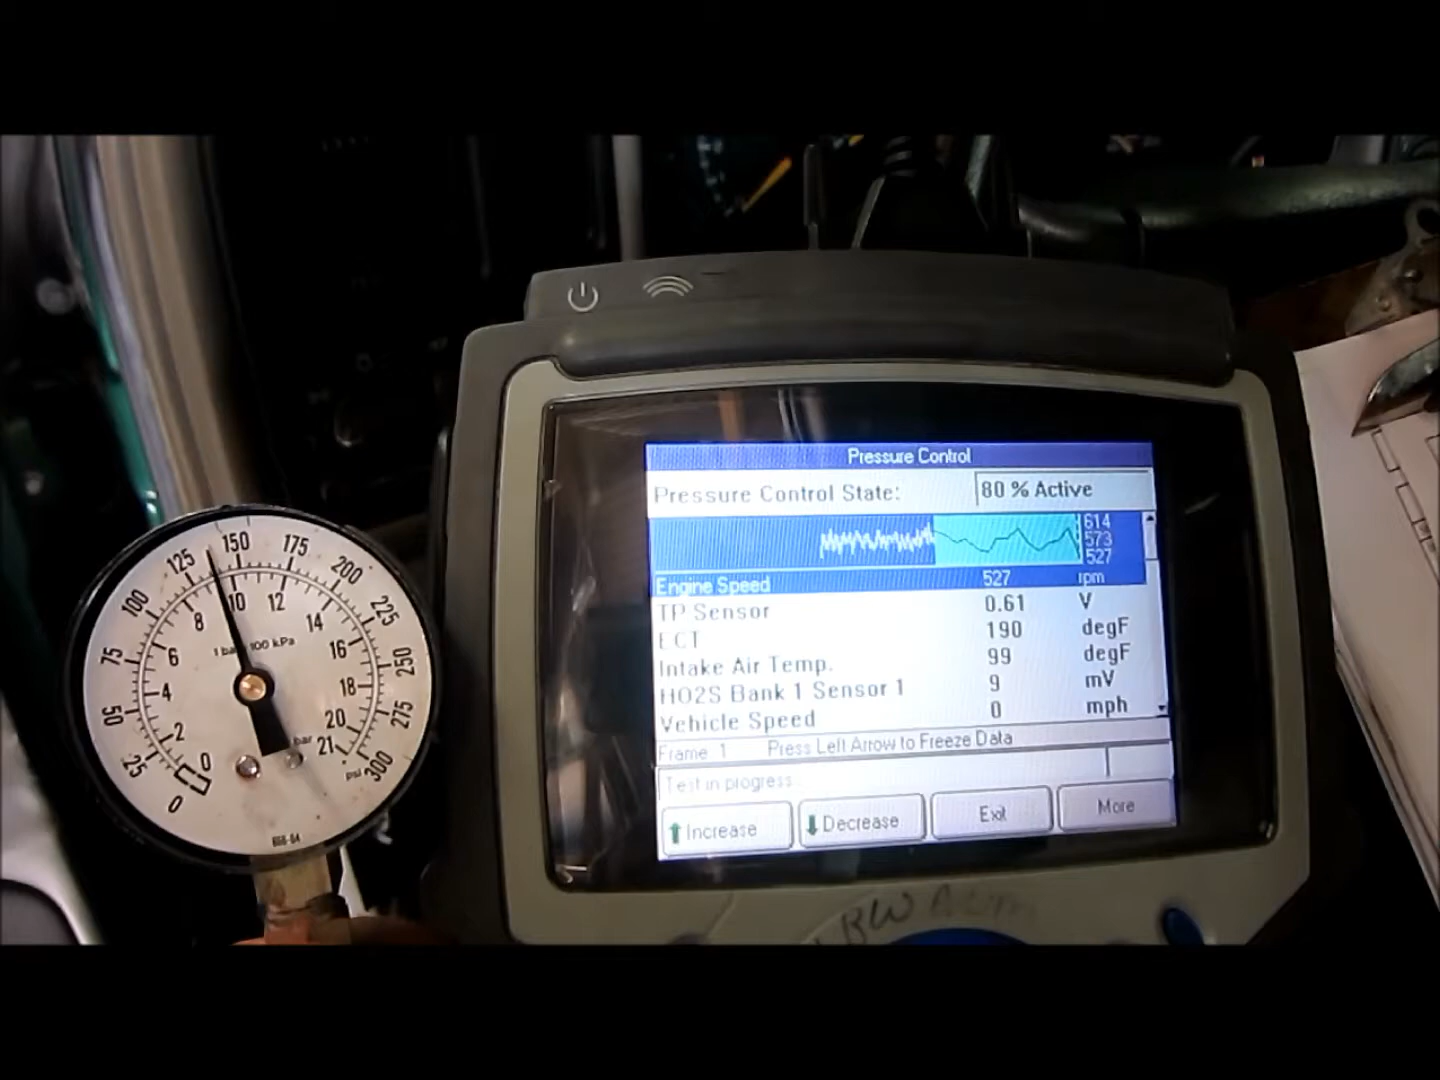 Pressure Control
Pressure Control State: 80 % Active
614
573
527
Engine Speed 527 rpm
TP Sensor 0.61 V
ECT 190 degF
Intake Air Temp. 99 degF
HO2S Bank 1 Sensor 1 9 mV
Vehicle Speed 0 mph
Frame 1 Press Left Arrow to Freeze Data
Test in progress
Increase Decrease Exit More
BW
0 25 50 75 100 125 150 175 200 225 250 275 300
psi
0 2 4 6 8 10 12 14 16 18 20 21
bar
100 kPa